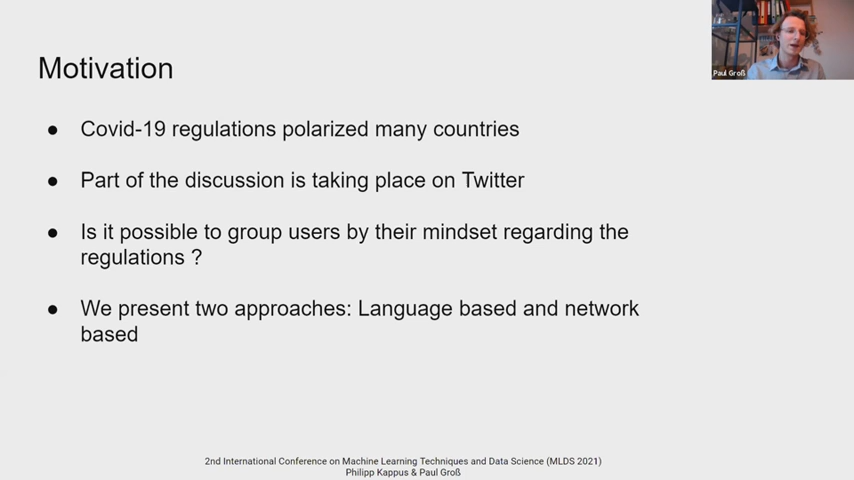 Paul Groß
Motivation
● Covid-19 regulations polarized many countries
● Part of the discussion is taking place on Twitter
● Is it possible to group users by their mindset regarding the
regulations ?
● We present two approaches: Language based and network
based
2nd International Conference on Machine Learning Techniques and Data Science (MLDS 2021)
Philipp Kappus & Paul Groß